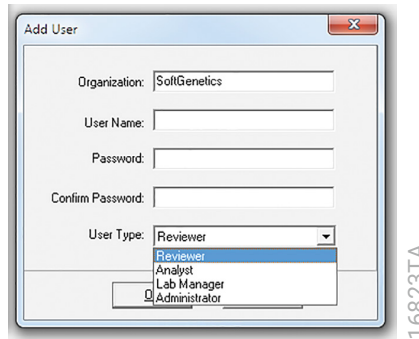 Add User
Organization: SoftGenetics
User Name:
Password:
Confirm Password:
User Type: Reviewer
Reviewer
Analyst
Lab Manager
Administrator
16823TA